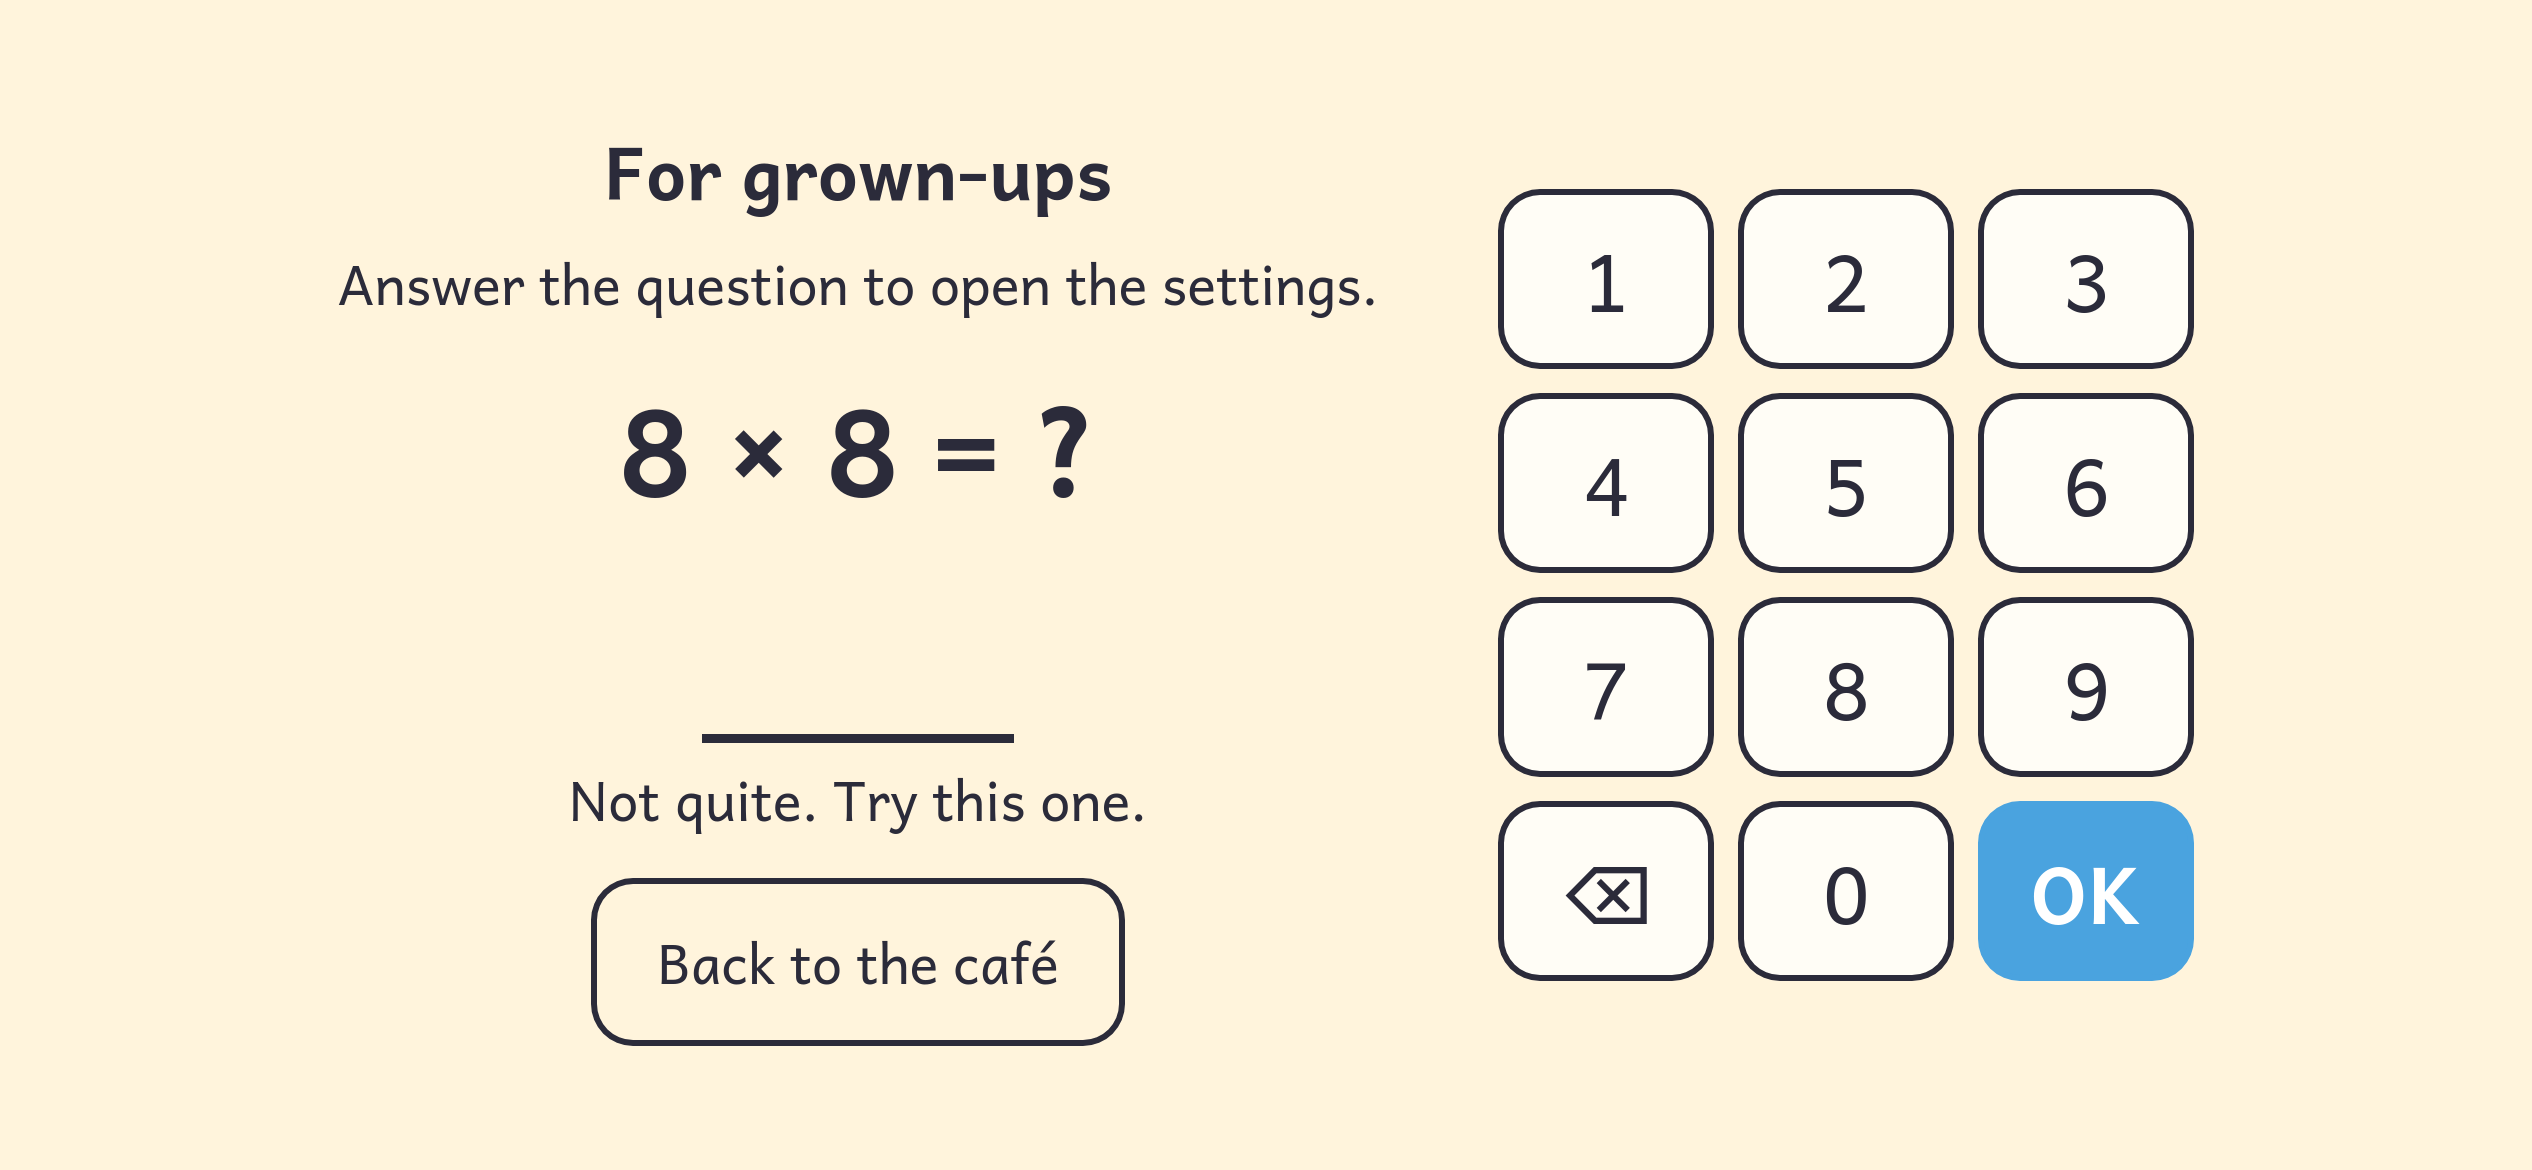 For grown-ups
Answer the question to open the settings.
8 × 8 = ?
Not quite. Try this one.
Back to the café
1 2 3
4 5 6
7 8 9
0 OK